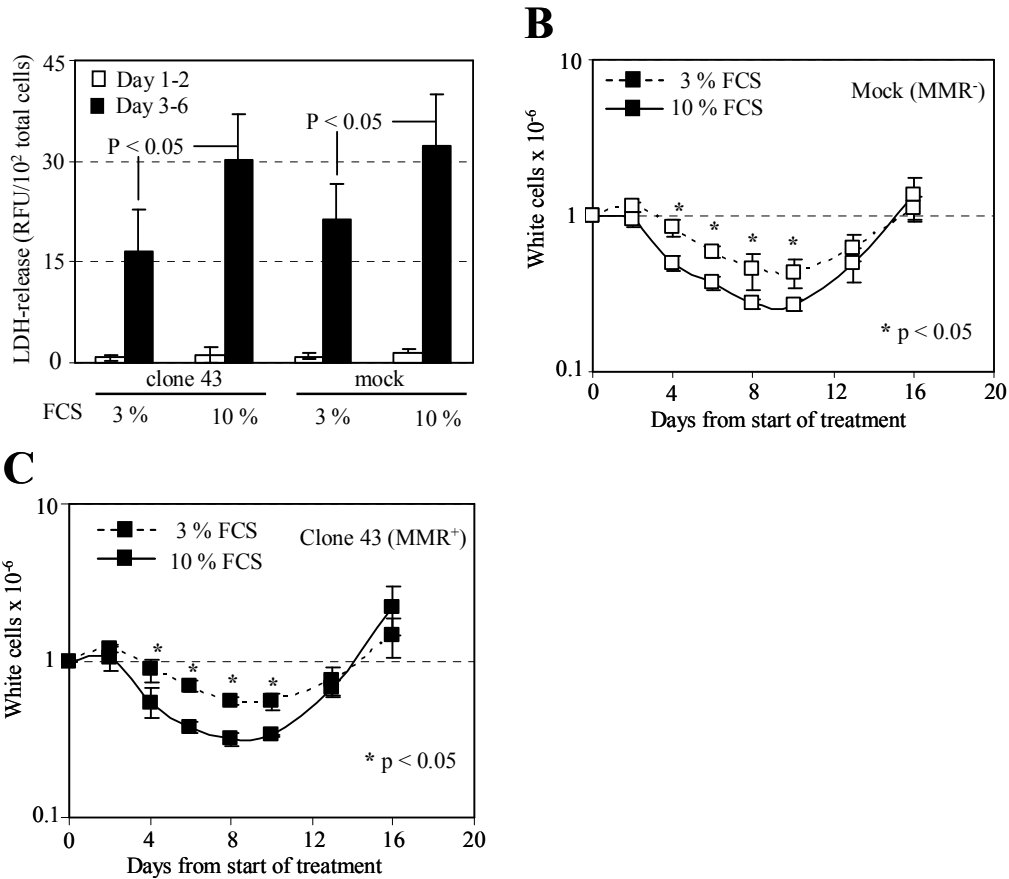 45
30
15
0
LDH-release (RFU/10² total cells)
Day 1-2
Day 3-6
P < 0.05
P < 0.05
clone 43
mock
FCS
3 %
10 %
3 %
10 %
B
10
1
0.1
White cells x 10⁻⁶
3 % FCS
10 % FCS
Mock (MMR⁻)
* * * *
* p < 0.05
0 4 8 12 16 20
Days from start of treatment
C
10
1
0.1
White cells x 10⁻⁶
3 % FCS
10 % FCS
Clone 43 (MMR⁺)
* * * *
* p < 0.05
0 4 8 12 16 20
Days from start of treatment